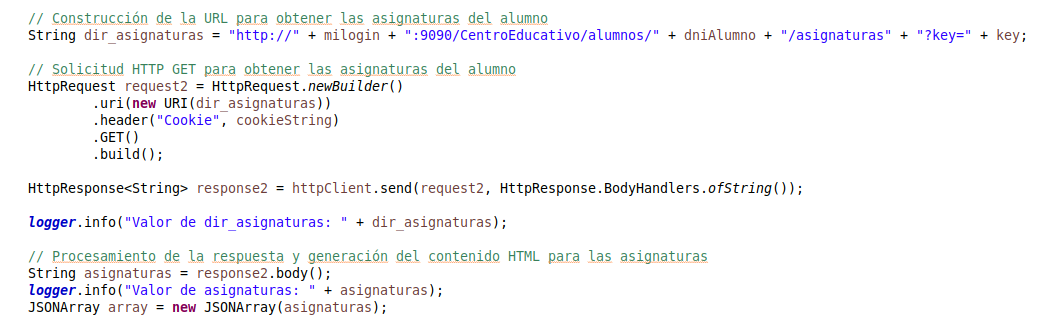 // Construcción de la URL para obtener las asignaturas del alumno
String dir_asignaturas = "http://" + milogin + ":9090/CentroEducativo/alumnos/" + dniAlumno + "/asignaturas" + "?key=" + key;
// Solicitud HTTP GET para obtener las asignaturas del alumno
HttpRequest request2 = HttpRequest.newBuilder()
.uri(new URI(dir_asignaturas))
.header("Cookie", cookieString)
.GET()
.build();
HttpResponse<String> response2 = httpClient.send(request2, HttpResponse.BodyHandlers.ofString());
logger.info("Valor de dir_asignaturas: " + dir_asignaturas);
// Procesamiento de la respuesta y generación del contenido HTML para las asignaturas
String asignaturas = response2.body();
logger.info("Valor de asignaturas: " + asignaturas);
JSONArray array = new JSONArray(asignaturas);